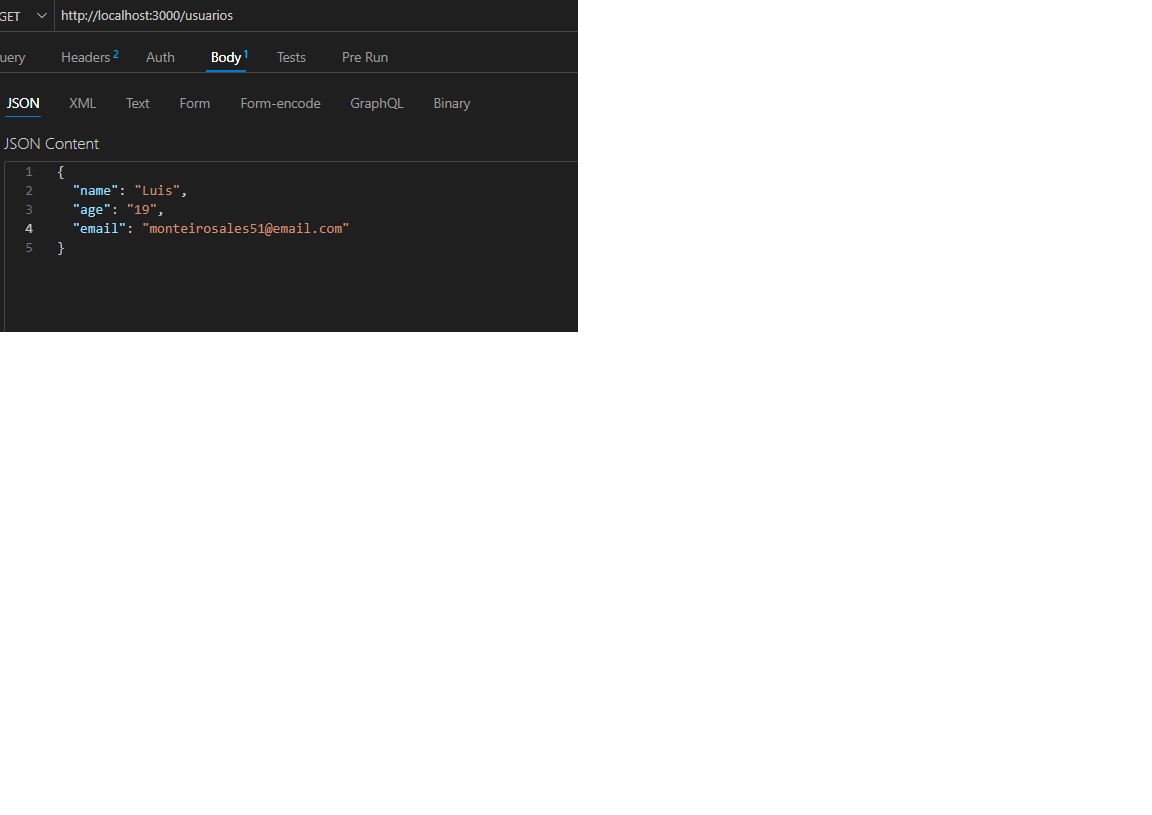 GET http://localhost:3000/usuarios
uery Headers 2 Auth Body 1 Tests Pre Run
JSON XML Text Form Form-encode GraphQL Binary
JSON Content
1 {
2 "name": "Luis",
3 "age": "19",
4 "email": "monteirosales51@email.com"
5 }